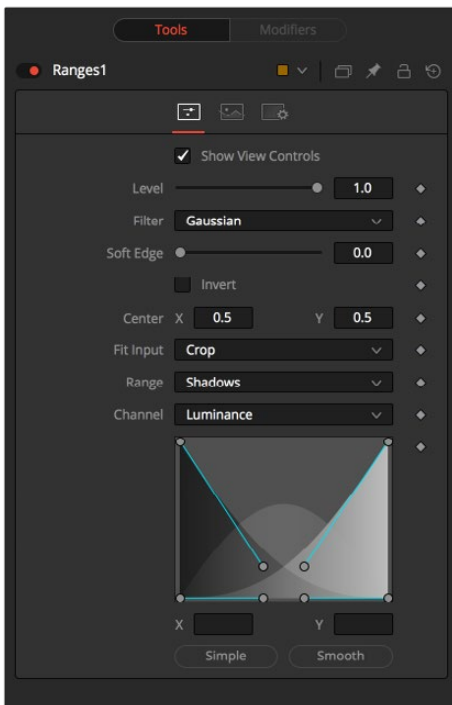 Tools Modifiers
Ranges1
Show View Controls
Level 1.0
Filter Gaussian
Soft Edge 0.0
Invert
Center X 0.5 Y 0.5
Fit Input Crop
Range Shadows
Channel Luminance
X Y
Simple Smooth